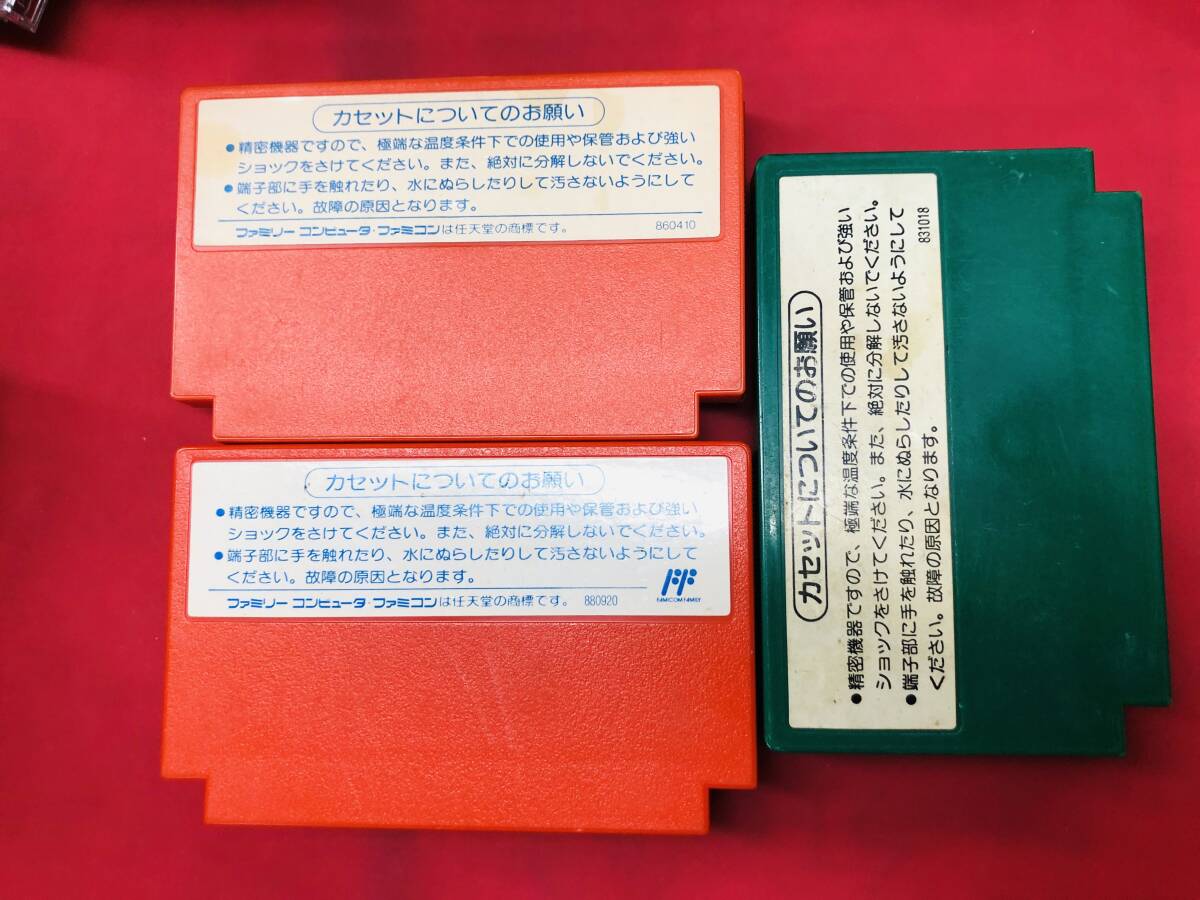 カセットについてのお願い
●精密機器ですので、極端な温度条件下での使用や保管および強い
ショックをさけてください。また、絶対に分解しないでください。
●端子部に手を触れたり、水にぬらしたりして汚さないようにして
ください。故障の原因となります。
ファミリー コンピュータ・ファミコンは任天堂の商標です。 860410
カセットについてのお願い
●精密機器ですので、極端な温度条件下での使用や保管および強い
ショックをさけてください。また、絶対に分解しないでください。
●端子部に手を触れたり、水にぬらしたりして汚さないようにして
ください。故障の原因となります。
FF
FAMICOM FAMILY
ファミリー コンピュータ・ファミコンは任天堂の商標です。 880920
カセットについてのお願い
●精密機器ですので、極端な温度条件下での使用や保管および強い
ショックをさけてください。また、絶対に分解しないでください。
●端子部に手を触れたり、水にぬらしたりして汚さないようにして
ください。故障の原因となります。
831018